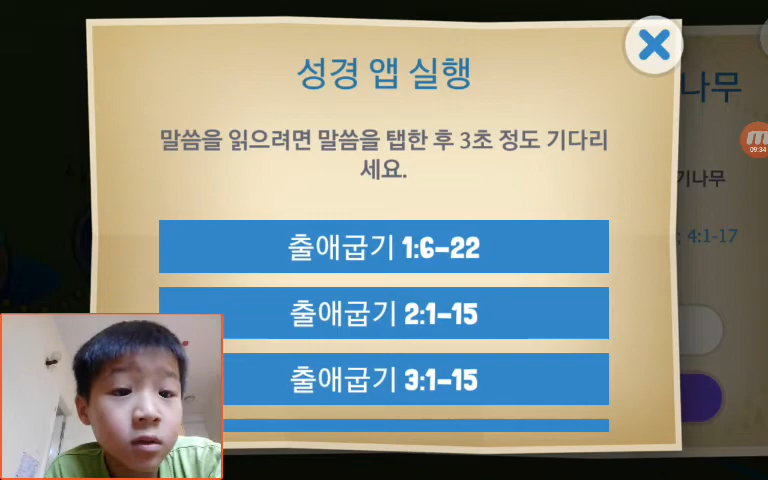 성경 앱 실행
나무
말씀을 읽으려면 말씀을 탭한 후 3초 정도 기다리
세요.
09:34
기나무
출애굽기 1:6-22
; 4:1-17
출애굽기 2:1-15
출애굽기 3:1-15